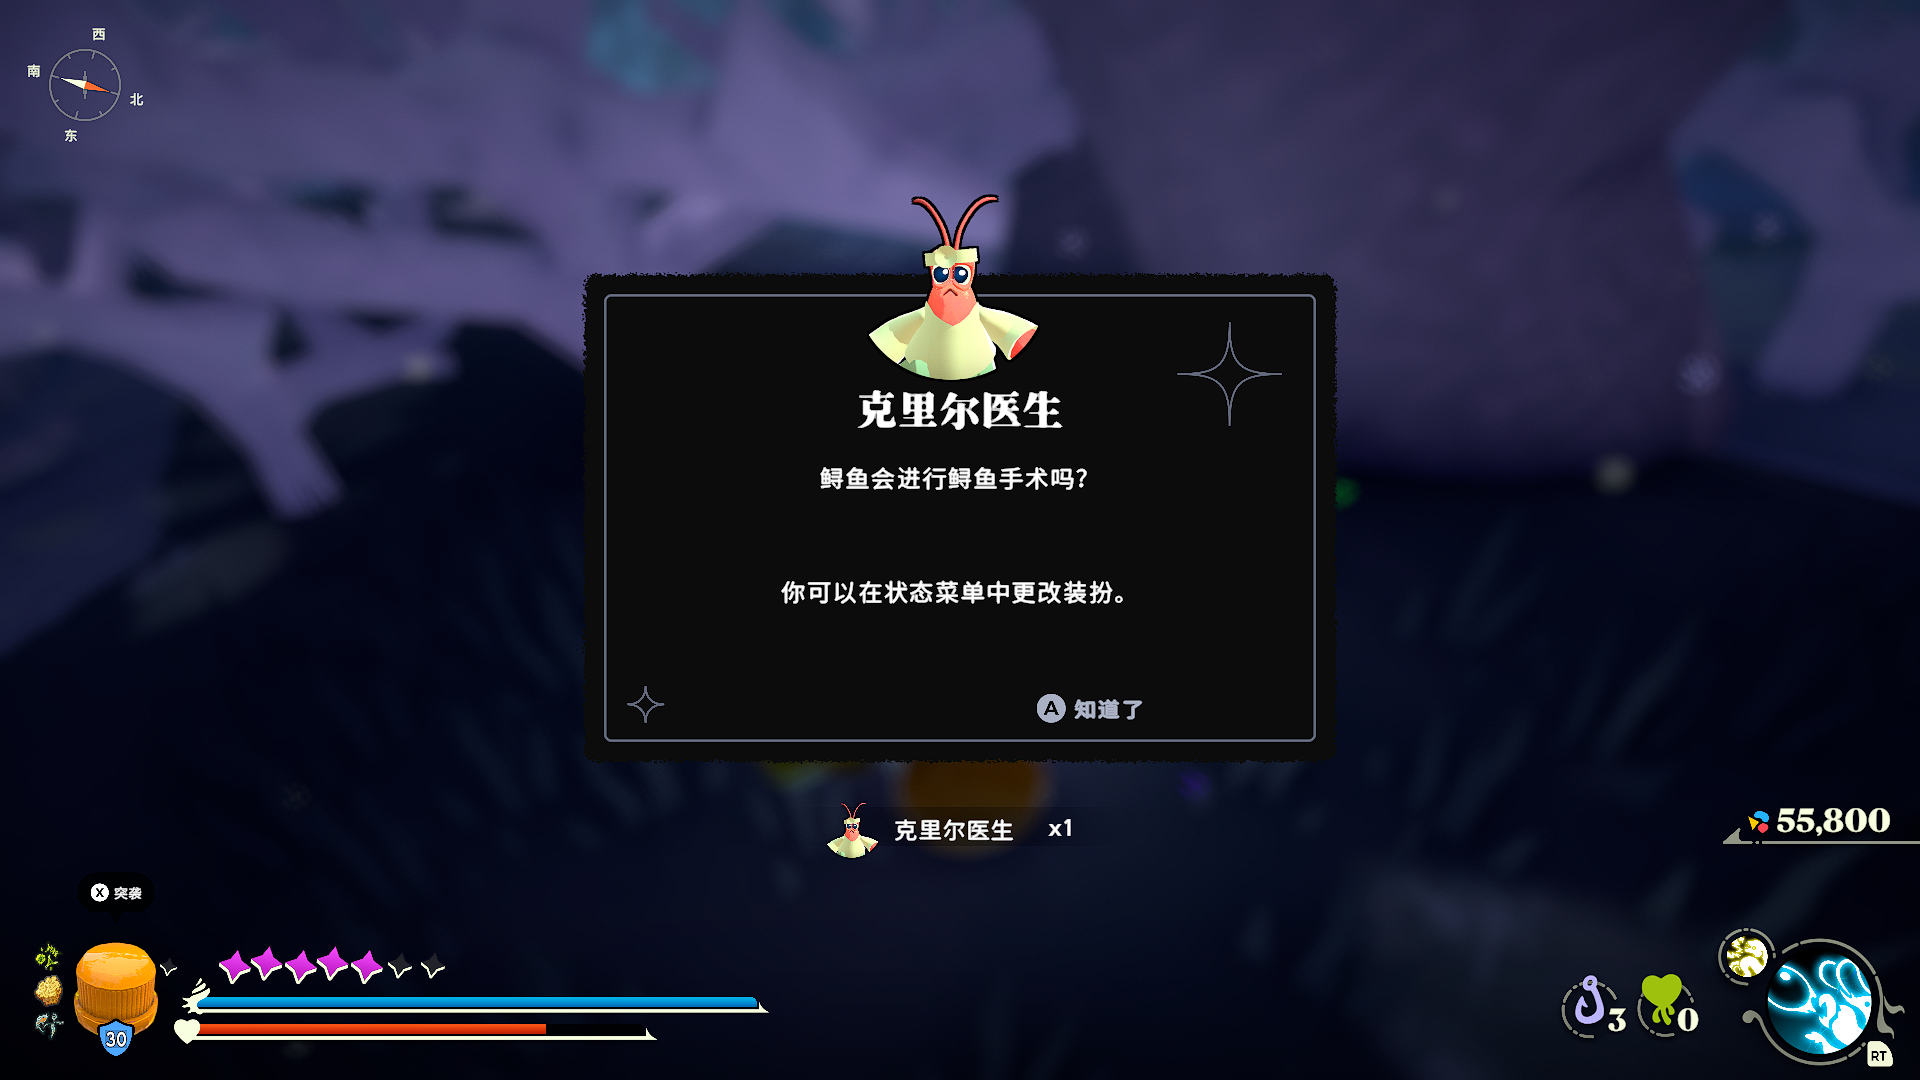 西
南
北
东
克里尔医生
鲟鱼会进行鲟鱼手术吗?
你可以在状态菜单中更改装扮。
A 知道了
克里尔医生 x1
55,800
X 突袭
30
3
0
RT